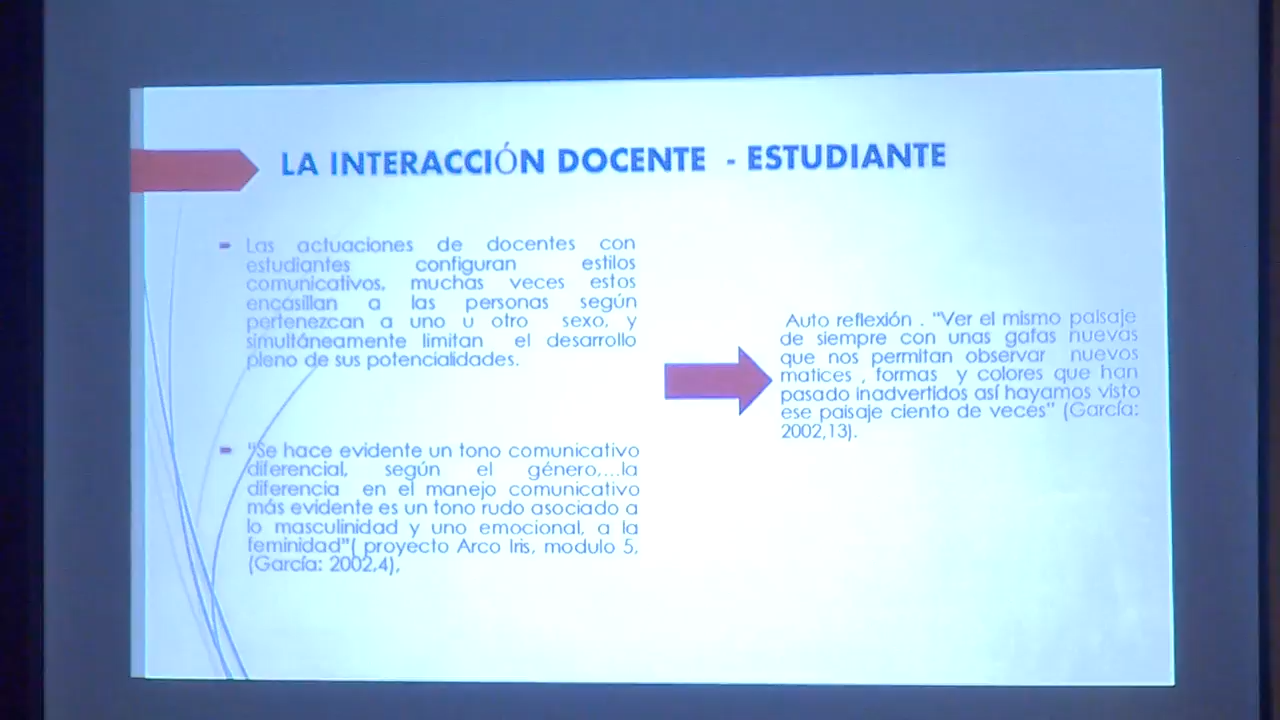 LA INTERACCIÓN DOCENTE - ESTUDIANTE
Las actuaciones de docentes con
estudiantes configuran estilos
comunicativos, muchas veces estos
encasillan a las personas según
pertenezcan a uno u otro sexo, y
simultáneamente limitan el desarrollo
pleno de sus potencialidades.
"Se hace evidente un tono comunicativo
diferencial, según el género,...la
diferencia en el manejo comunicativo
más evidente es un tono rudo asociado a
lo masculinidad y uno emocional, a la
feminidad"( proyecto Arco Iris, modulo 5,
(García: 2002,4),
Auto reflexión . "Ver el mismo paisaje
de siempre con unas gafas nuevas
que nos permitan observar nuevos
matices , formas y colores que han
pasado inadvertidos así hayamos visto
ese paisaje ciento de veces" (García:
2002,13).